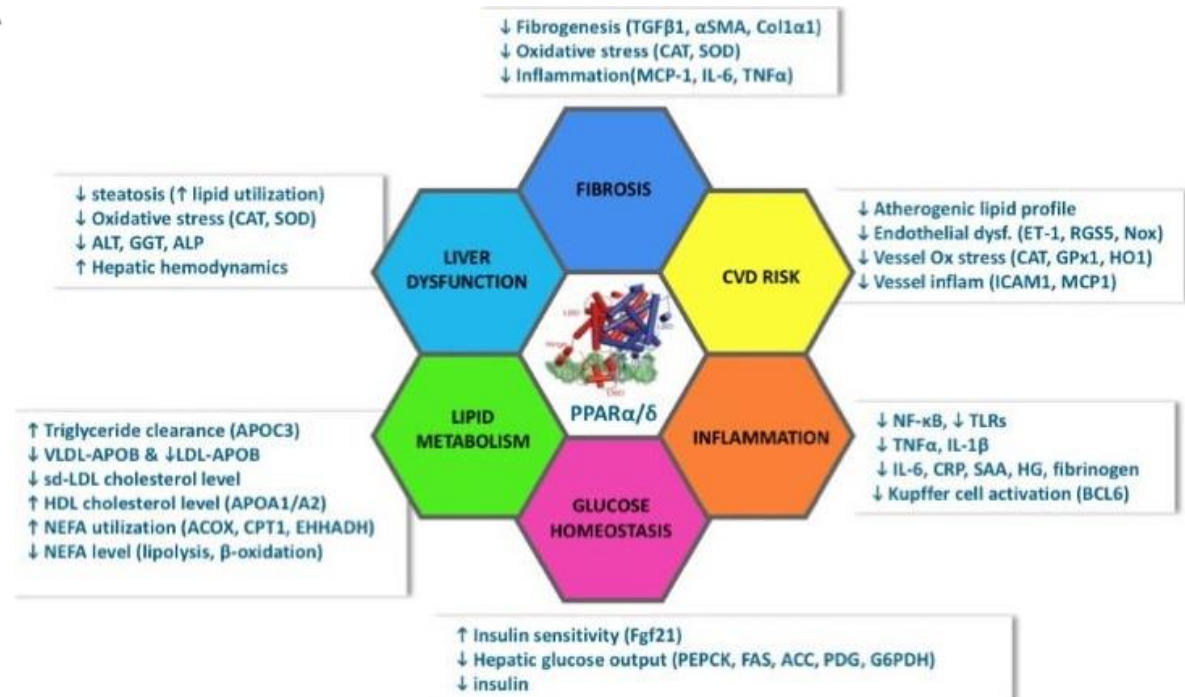 ↓ Fibrogenesis (TGFβ1, αSMA, Col1α1)
↓ Oxidative stress (CAT, SOD)
↓ Inflammation(MCP-1, IL-6, TNFα)
FIBROSIS
↓ steatosis (↑ lipid utilization)
↓ Oxidative stress (CAT, SOD)
↓ ALT, GGT, ALP
↑ Hepatic hemodynamics
LIVER
DYSFUNCTION
CVD RISK
↓ Atherogenic lipid profile
↓ Endothelial dysf. (ET-1, RGS5, Nox)
↓ Vessel Ox stress (CAT, GPx1, HO1)
↓ Vessel inflam (ICAM1, MCP1)
LBD
LBD
Hinge
DBD
PPARα/δ
↑ Triglyceride clearance (APOC3)
↓ VLDL-APOB & ↓LDL-APOB
↓ sd-LDL cholesterol level
↑ HDL cholesterol level (APOA1/A2)
↑ NEFA utilization (ACOX, CPT1, EHHADH)
↓ NEFA level (lipolysis, β-oxidation)
LIPID
METABOLISM
INFLAMMATION
↓ NF-κB, ↓ TLRs
↓ TNFα, IL-1β
↓ IL-6, CRP, SAA, HG, fibrinogen
↓ Kupffer cell activation (BCL6)
GLUCOSE
HOMEOSTASIS
↑ Insulin sensitivity (Fgf21)
↓ Hepatic glucose output (PEPCK, FAS, ACC, PDG, G6PDH)
↓ insulin